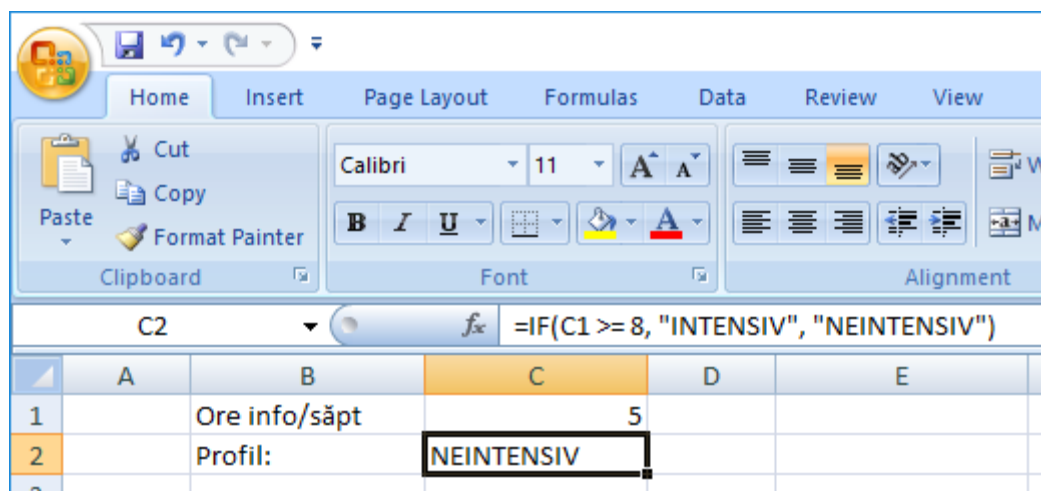 Home Insert Page Layout Formulas Data Review View
Cut
Copy
Paste
Format Painter
Calibri 11 A A
B I U A
Clipboard Font Alignment
C2 fx =IF(C1 >= 8, "INTENSIV", "NEINTENSIV")
A B C D E
1 Ore info/săpt 5
2 Profil: NEINTENSIV